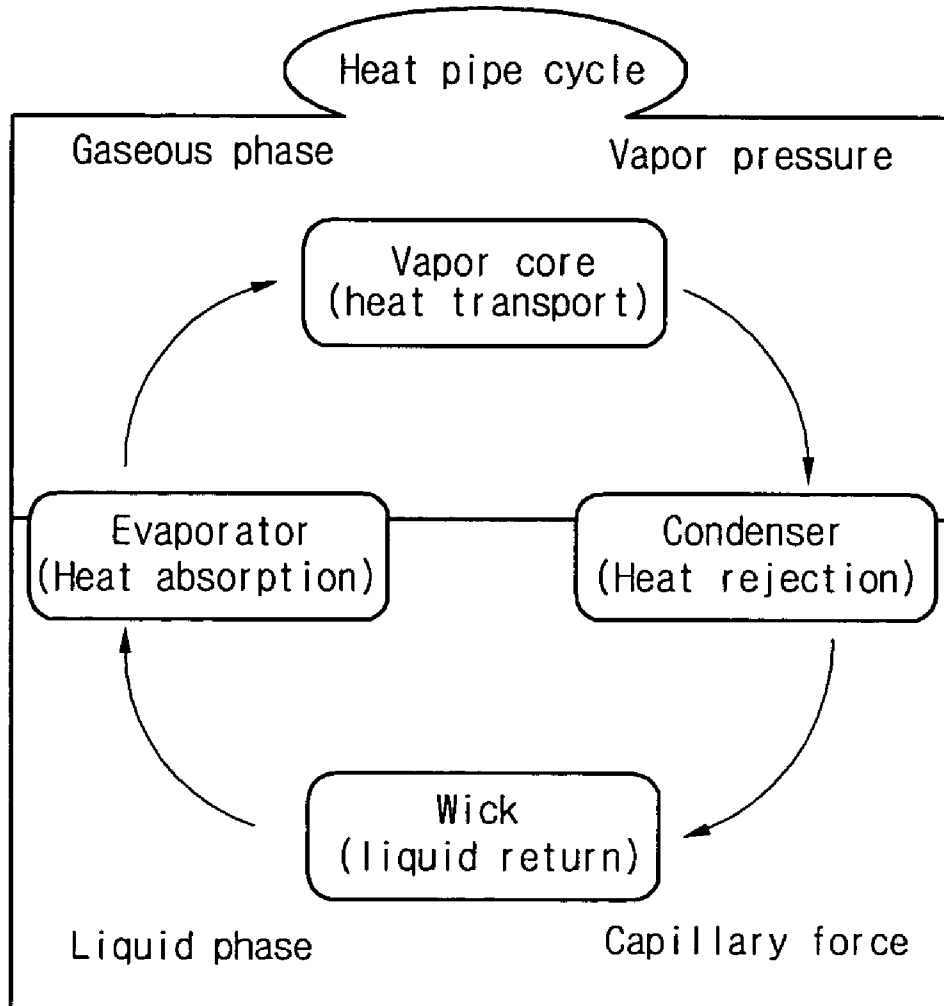 Heat pipe cycle
Gaseous phase
Vapor pressure
Vapor core
(heat transport)
Evaporator
(Heat absorption)
Condenser
(Heat rejection)
Wick
(liquid return)
Liquid phase
Capillary force